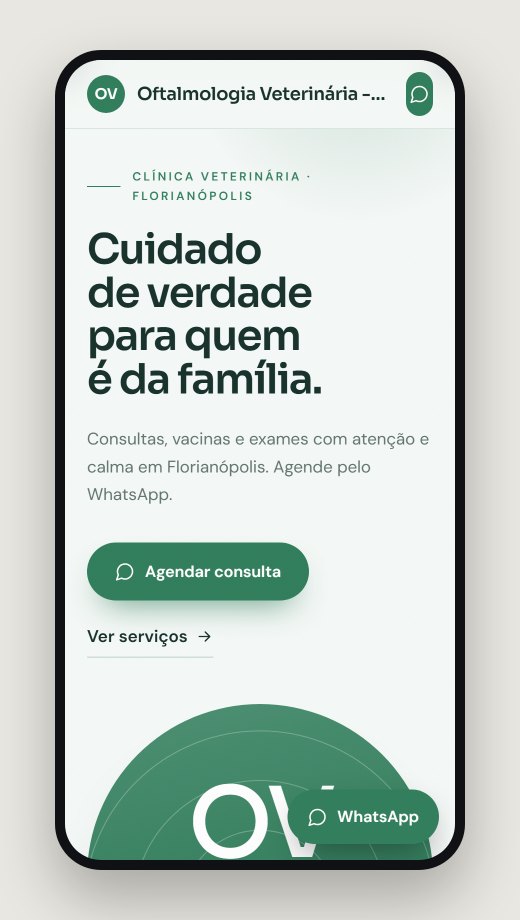 OV
Oftalmologia Veterinária -...
CLÍNICA VETERINÁRIA ·
FLORIANÓPOLIS
Cuidado
de verdade
para quem
é da família.
Consultas, vacinas e exames com atenção e
calma em Florianópolis. Agende pelo
WhatsApp.
Agendar consulta
Ver serviços →
OV
WhatsApp